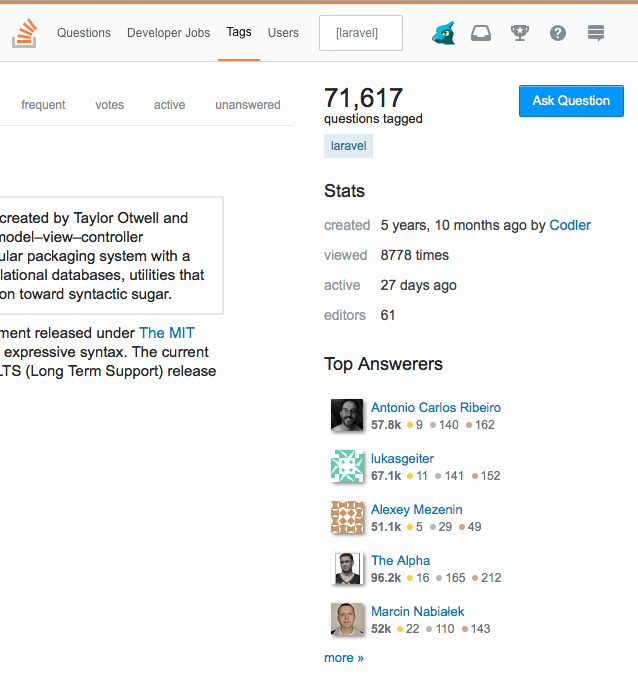 Questions Developer Jobs Tags Users [laravel]
frequent votes active unanswered
created by Taylor Otwell and
model–view–controller
ular packaging system with a
lational databases, utilities that
on toward syntactic sugar.
ment released under The MIT
expressive syntax. The current
LTS (Long Term Support) release
71,617
questions tagged
Ask Question
laravel
Stats
created 5 years, 10 months ago by Codler
viewed 8778 times
active 27 days ago
editors 61
Top Answerers
Antonio Carlos Ribeiro
57.8k 9 140 162
lukasgeiter
67.1k 11 141 152
Alexey Mezenin
51.1k 5 29 49
The Alpha
96.2k 16 165 212
Marcin Nabiałek
52k 22 110 143
more »